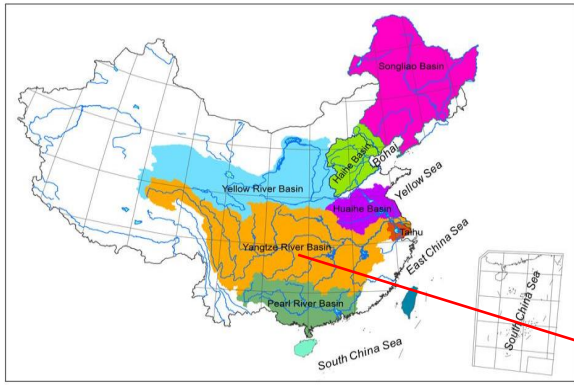 Songliao Basin
Haihe Basin
Bohai
Yellow River Basin
Yellow Sea
Huaihe Basin
Taihu
Yangtze River Basin
East China Sea
Pearl River Basin
South China Sea
South China Sea